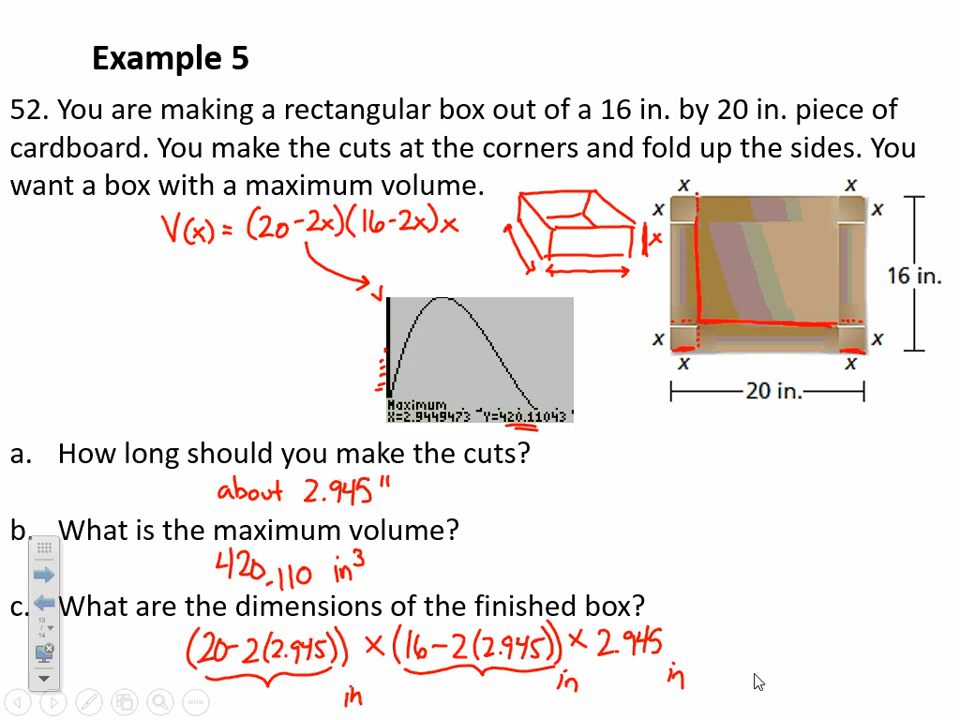 Example 5
52. You are making a rectangular box out of a 16 in. by 20 in. piece of
cardboard. You make the cuts at the corners and fold up the sides. You
want a box with a maximum volume.
V(x) = (20-2x)(16-2x)x
x
x x
x x
16 in.
x x
x x
20 in.
Maximum
X=2.9449473 Y=420.11043
a. How long should you make the cuts?
about 2.945"
b. What is the maximum volume?
420.110 in³
c. What are the dimensions of the finished box?
(20-2(2.945)) × (16-2(2.945)) × 2.945
in in in
13
/
14